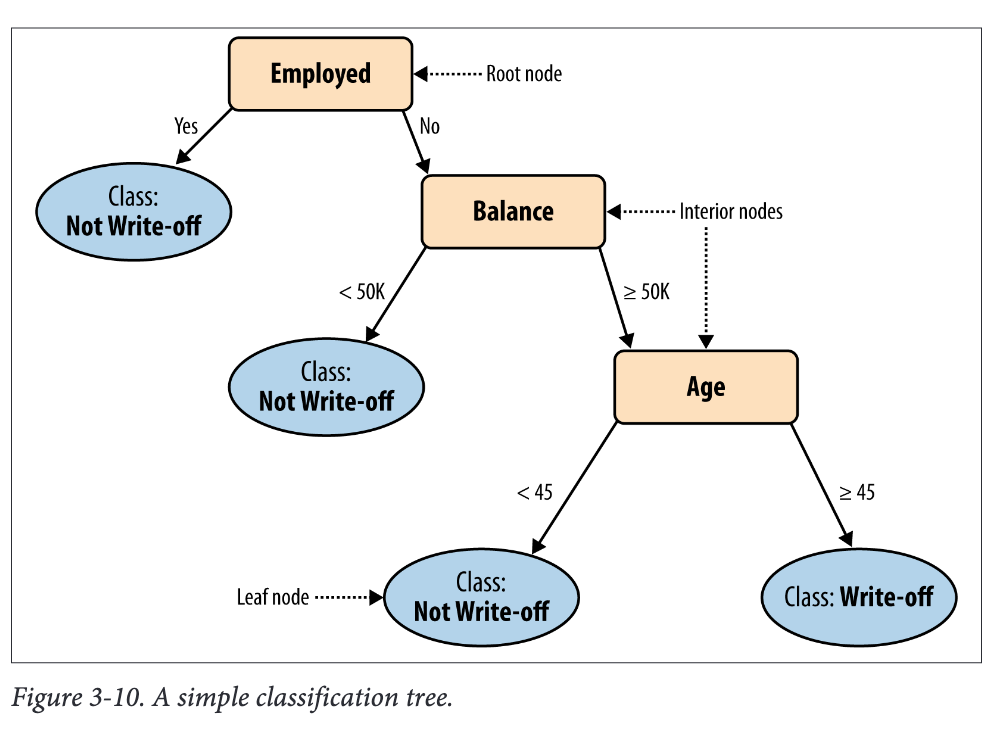 Employed
Root node
Yes
No
Class:
Not Write-off
Balance
Interior nodes
< 50K
≥ 50K
Class:
Not Write-off
Age
< 45
≥ 45
Leaf node
Class:
Not Write-off
Class: Write-off
Figure 3-10. A simple classification tree.